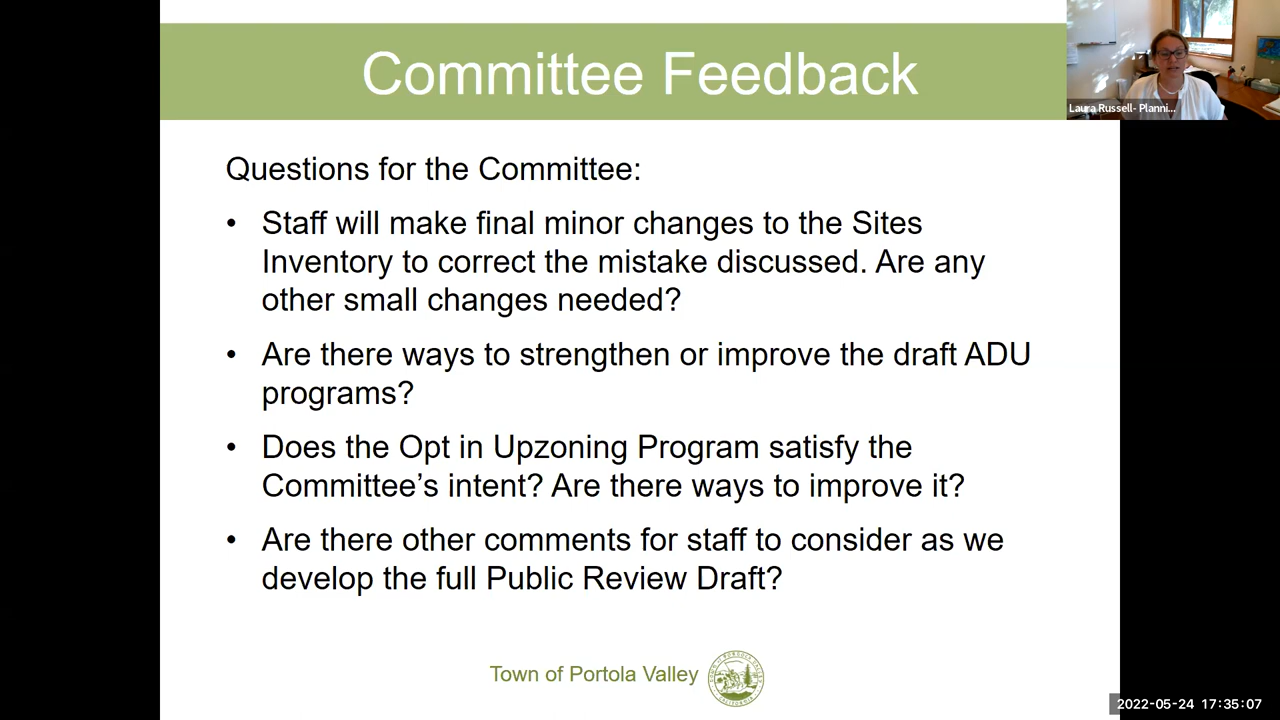 Committee Feedback
Laura Russell- Planni...
Questions for the Committee:
• Staff will make final minor changes to the Sites
Inventory to correct the mistake discussed. Are any
other small changes needed?
• Are there ways to strengthen or improve the draft ADU
programs?
• Does the Opt in Upzoning Program satisfy the
Committee’s intent? Are there ways to improve it?
• Are there other comments for staff to consider as we
develop the full Public Review Draft?
Town of Portola Valley
2022-05-24 17:35:07